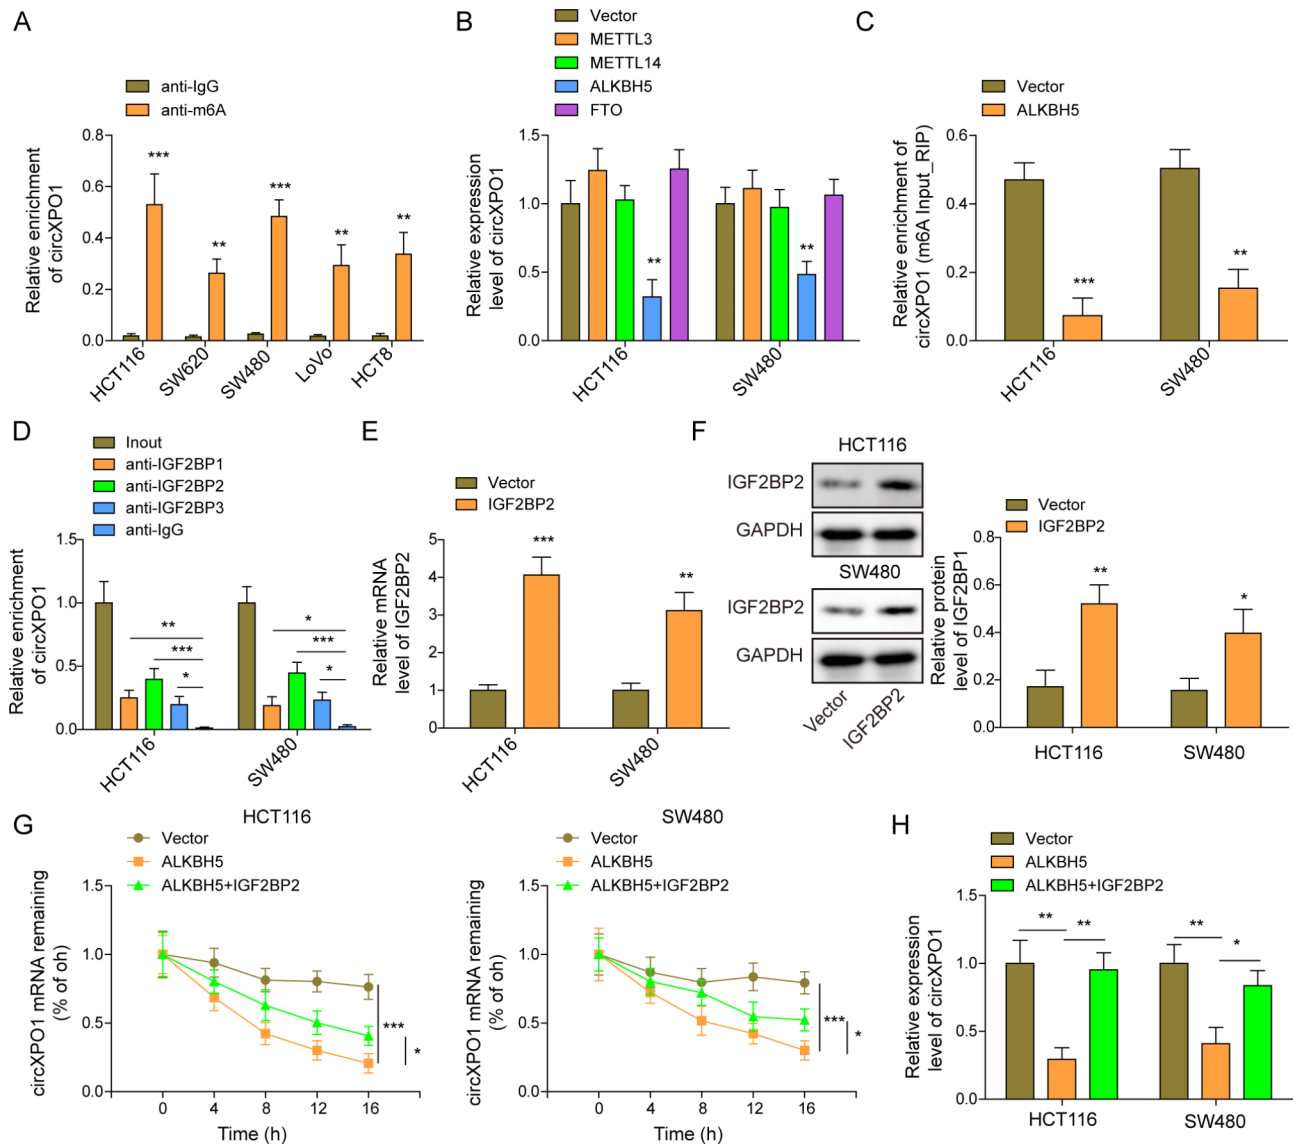 A
anti-IgG
anti-m6A
Relative enrichment
of circXPO1
0.8
0.6
0.4
0.2
0.0
***
**
***
**
**
HCT116
SW620
SW480
LoVo
HCT8
B
Vector
METTL3
METTL14
ALKBH5
FTO
Relative expression
level of circXPO1
1.5
1.0
0.5
0.0
**
**
HCT116
SW480
C
Vector
ALKBH5
Relative enrichment of
circXPO1 (m6A Input_RIP)
0.6
0.4
0.2
0.0
***
**
HCT116
SW480
D
Inout
anti-IGF2BP1
anti-IGF2BP2
anti-IGF2BP3
anti-IgG
Relative enrichment
of circXPO1
1.5
1.0
0.5
0.0
**
***
*
*
***
*
HCT116
SW480
E
Vector
IGF2BP2
Relative mRNA
level of IGF2BP2
5
4
3
2
1
0
***
**
HCT116
SW480
F
HCT116
IGF2BP2
GAPDH
SW480
IGF2BP2
GAPDH
Vector
IGF2BP2
Vector
IGF2BP2
Relative protein
level of IGF2BP1
0.8
0.6
0.4
0.2
0.0
**
*
HCT116
SW480
G
HCT116
Vector
ALKBH5
ALKBH5+IGF2BP2
circXPO1 mRNA remaining
(% of oh)
1.5
1.0
0.5
0.0
***
*
0
4
8
12
16
Time (h)
SW480
Vector
ALKBH5
ALKBH5+IGF2BP2
circXPO1 mRNA remaining
(% of oh)
1.5
1.0
0.5
0.0
***
*
0
4
8
12
16
Time (h)
H
Vector
ALKBH5
ALKBH5+IGF2BP2
Relative expression
level of circXPO1
1.5
1.0
0.5
0.0
**
**
**
*
HCT116
SW480